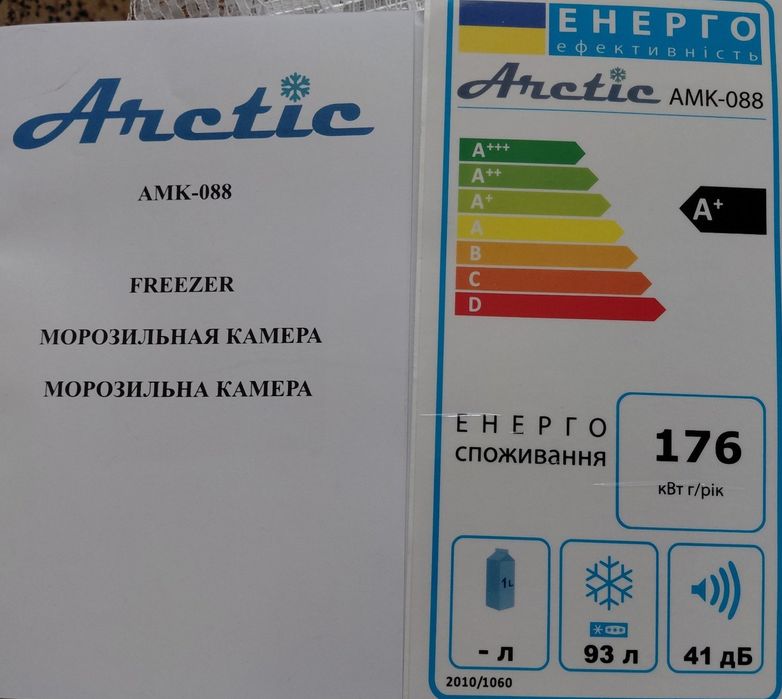 Arctic
AMK-088
FREEZER
МОРОЗИЛЬНАЯ КАМЕРА
МОРОЗИЛЬНА КАМЕРА
ЕНЕРГО
ефективність
Arctic AMK-088
A+++
A++
A+
A
B
C
D
A+
ЕНЕРГО
споживання
176
кВт г/рік
1L
- л
93 л
41 дБ
2010/1060